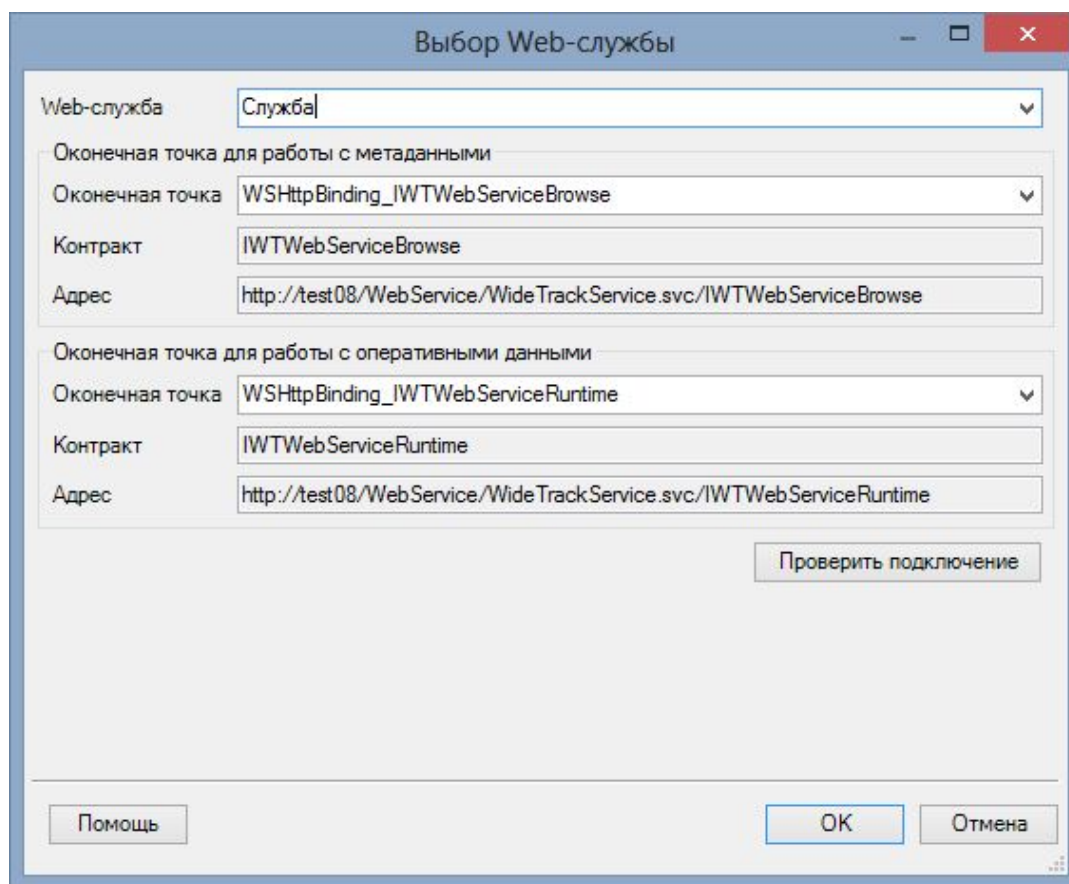 Выбор Web-службы
Web-служба Служба
Оконечная точка для работы с метаданными
Оконечная точка WSHttpBinding_IWTWebServiceBrowse
Контракт IWTWebServiceBrowse
Адрес http://test08/WebService/WideTrackService.svc/IWTWebServiceBrowse
Оконечная точка для работы с оперативными данными
Оконечная точка WSHttpBinding_IWTWebServiceRuntime
Контракт IWTWebServiceRuntime
Адрес http://test08/WebService/WideTrackService.svc/IWTWebServiceRuntime
Проверить подключение
Помощь OK Отмена